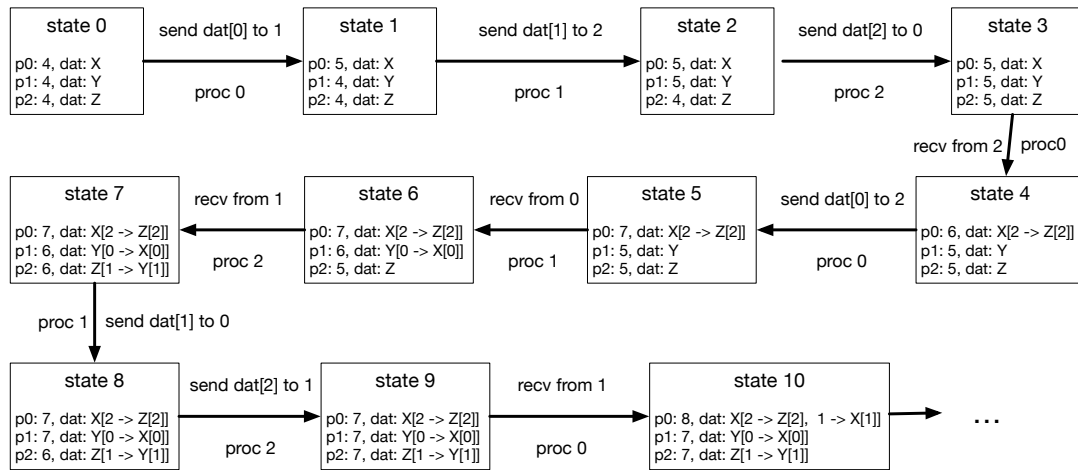 state 0
p0: 4, dat: X
p1: 4, dat: Y
p2: 4, dat: Z
send dat[0] to 1
proc 0
state 1
p0: 5, dat: X
p1: 4, dat: Y
p2: 4, dat: Z
send dat[1] to 2
proc 1
state 2
p0: 5, dat: X
p1: 5, dat: Y
p2: 4, dat: Z
send dat[2] to 0
proc 2
state 3
p0: 5, dat: X
p1: 5, dat: Y
p2: 5, dat: Z
recv from 2
proc0
state 4
p0: 6, dat: X[2 -> Z[2]]
p1: 5, dat: Y
p2: 5, dat: Z
send dat[0] to 2
proc 0
state 5
p0: 7, dat: X[2 -> Z[2]]
p1: 5, dat: Y
p2: 5, dat: Z
recv from 0
proc 1
state 6
p0: 7, dat: X[2 -> Z[2]]
p1: 6, dat: Y[0 -> X[0]]
p2: 5, dat: Z
recv from 1
proc 2
state 7
p0: 7, dat: X[2 -> Z[2]]
p1: 6, dat: Y[0 -> X[0]]
p2: 6, dat: Z[1 -> Y[1]]
proc 1
send dat[1] to 0
state 8
p0: 7, dat: X[2 -> Z[2]]
p1: 7, dat: Y[0 -> X[0]]
p2: 6, dat: Z[1 -> Y[1]]
send dat[2] to 1
proc 2
state 9
p0: 7, dat: X[2 -> Z[2]]
p1: 7, dat: Y[0 -> X[0]]
p2: 7, dat: Z[1 -> Y[1]]
recv from 1
proc 0
state 10
p0: 8, dat: X[2 -> Z[2], 1 -> X[1]]
p1: 7, dat: Y[0 -> X[0]]
p2: 7, dat: Z[1 -> Y[1]]
...